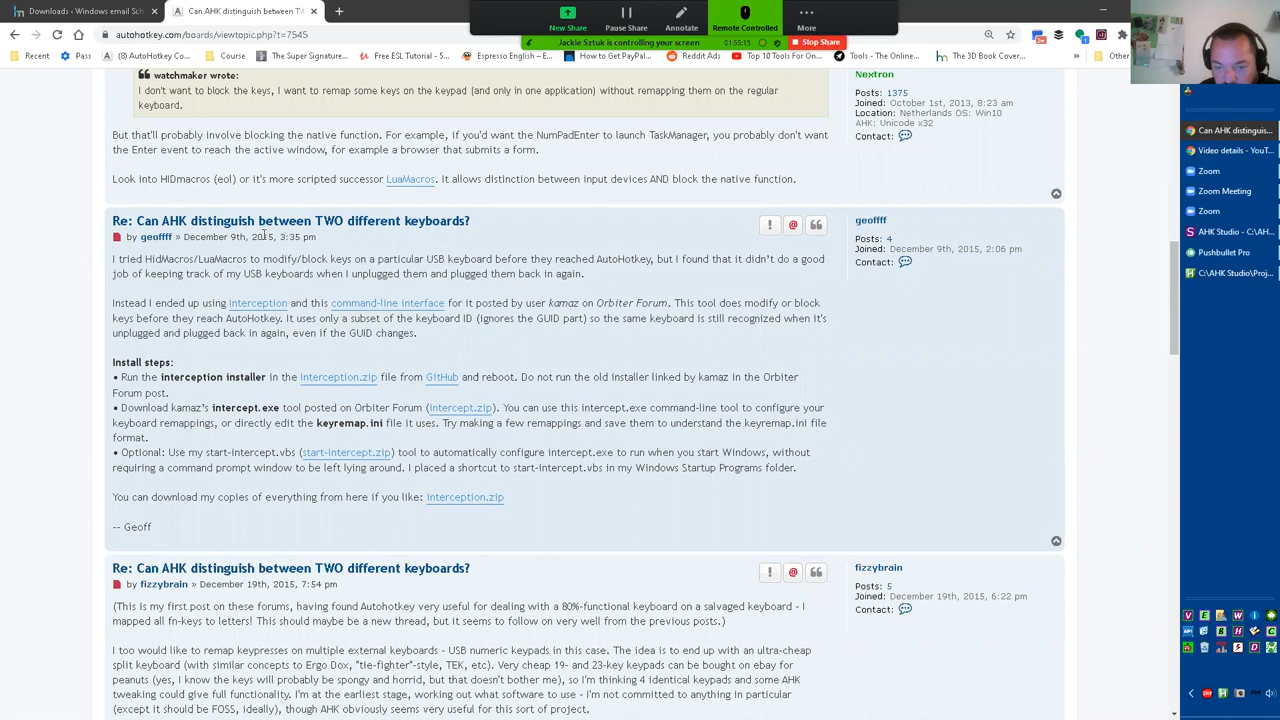 Downloads ‹ Windows email Sch
Can AHK distinguish between TV
New Share
Pause Share
Annotate
Remote Controlled
More
Jackie Sztuk is controlling your screen
01:55:15
Stop Share
autohotkey.com/boards/viewtopic.php?t=7545
Recent
Pass
(1) AutoHotkey Co...
The Super Signature...
Free ESL Tutorials -...
Espresso English -...
How to Get PayPa...
Reddit Ads
Top 10 Tools For On...
Tools - The Online...
The 3D Book Cover...
Other
watchmaker wrote:
I don't want to block the keys, I want to remap some keys on the keypad (and only in one application) without remapping them on the regular
keyboard.
But that'll probably involve blocking the native function. For example, if you'd want the NumPadEnter to launch TaskManager, you probably don't want
the Enter event to reach the active window, for example a browser that submits a form.
Look into HIDmacros (eol) or it's more scripted successor LuaMacros. It allows distinction between input devices AND block the native function.
Nextron
Posts: 1375
Joined: October 1st, 2013, 8:23 am
Location: Netherlands OS: Win10
AHK: Unicode x32
Contact:
Re: Can AHK distinguish between TWO different keyboards?
by geoffff » December 9th, 2015, 3:35 pm
I tried HidMacros/LuaMacros to modify/block keys on a particular USB keyboard before they reached AutoHotkey, but I found that it didn't do a good
job of keeping track of my USB keyboards when I unplugged them and plugged them back in again.
Instead I ended up using Interception and this command-line interface for it posted by user kamaz on Orbiter Forum. This tool does modify or block
keys before they reach AutoHotkey. It uses only a subset of the keyboard ID (ignores the GUID part) so the same keyboard is still recognized when it's
unplugged and plugged back in again, even if the GUID changes.
Install steps:
• Run the interception installer in the Interception.zip file from GitHub and reboot. Do not run the old installer linked by kamaz in the Orbiter
Forum post.
• Download kamaz's intercept.exe tool posted on Orbiter Forum (intercept.zip). You can use this intercept.exe command-line tool to configure your
keyboard remappings, or directly edit the keyremap.ini file it uses. Try making a few remappings and save them to understand the keyremap.ini file
format.
• Optional: Use my start-intercept.vbs (start-intercept.zip) tool to automatically configure intercept.exe to run when you start Windows, without
requiring a command prompt window to be left lying around. I placed a shortcut to start-intercept.vbs in my Windows Startup Programs folder.
You can download my copies of everything from here if you like: interception.zip
-- Geoff
geoffff
Posts: 4
Joined: December 9th, 2015, 2:06 pm
Contact:
Re: Can AHK distinguish between TWO different keyboards?
by fizzybrain » December 19th, 2015, 7:54 pm
(This is my first post on these forums, having found Autohotkey very useful for dealing with a 80%-functional keyboard on a salvaged keyboard - I
mapped all the F-keys to letters! This should maybe be a new thread, but it seems to follow very well from the previous posts.)
I too would like to remap keypresses on multiple external keyboards - USB numeric keypads in this case. The idea is to end up with an ultra-cheap
split keyboard (with similar concepts to Ergo Dox, "tie-fighter"-style, TEK, etc). USB 19- and 23-key keypads can be bought on ebay for
peanuts (yes, I know the keys will probably be spongy and horrid, but that doesn't bother me), so I'm thinking 4 identical keypads and some AHK
tweaking could give full functionality. I'm at the earliest stage, working out what software to use - I'm not committed to anything in particular
(except it should be FOSS, ideally), though AHK obviously seems very useful for this sort of project.
fizzybrain
Posts: 5
Joined: December 19th, 2015, 6:22 pm
Contact:
Can AHK distinguis...
Video details - YouT...
Zoom
Zoom Meeting
Zoom
AHK Studio - C:\AH...
Pushbullet Pro
C:\AHK Studio\Proj...